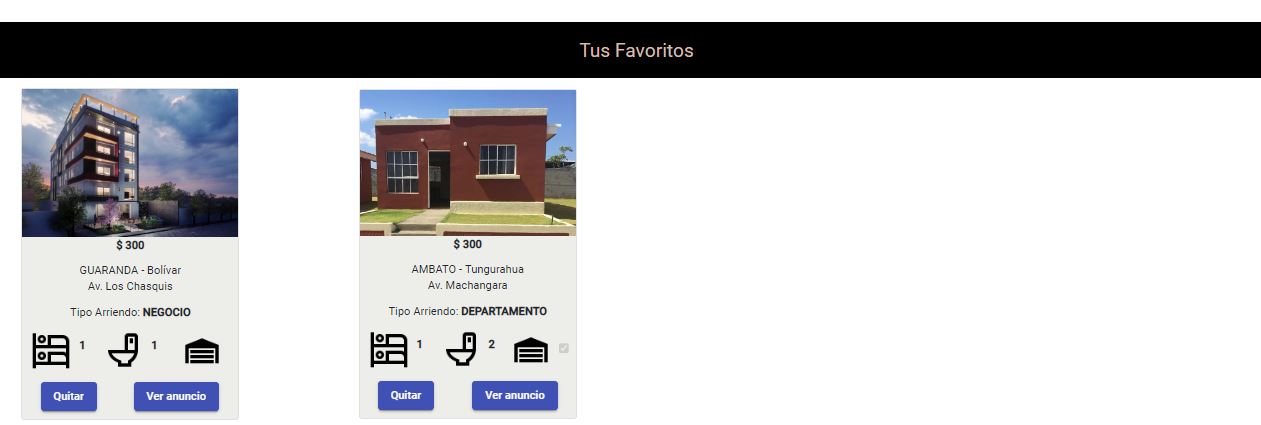 Tus Favoritos
$ 300
GUARANDA - Bolívar
Av. Los Chasquis
Tipo Arriendo: NEGOCIO
1 1
Quitar Ver anuncio
$ 300
AMBATO - Tungurahua
Av. Machangara
Tipo Arriendo: DEPARTAMENTO
1 2
Quitar Ver anuncio